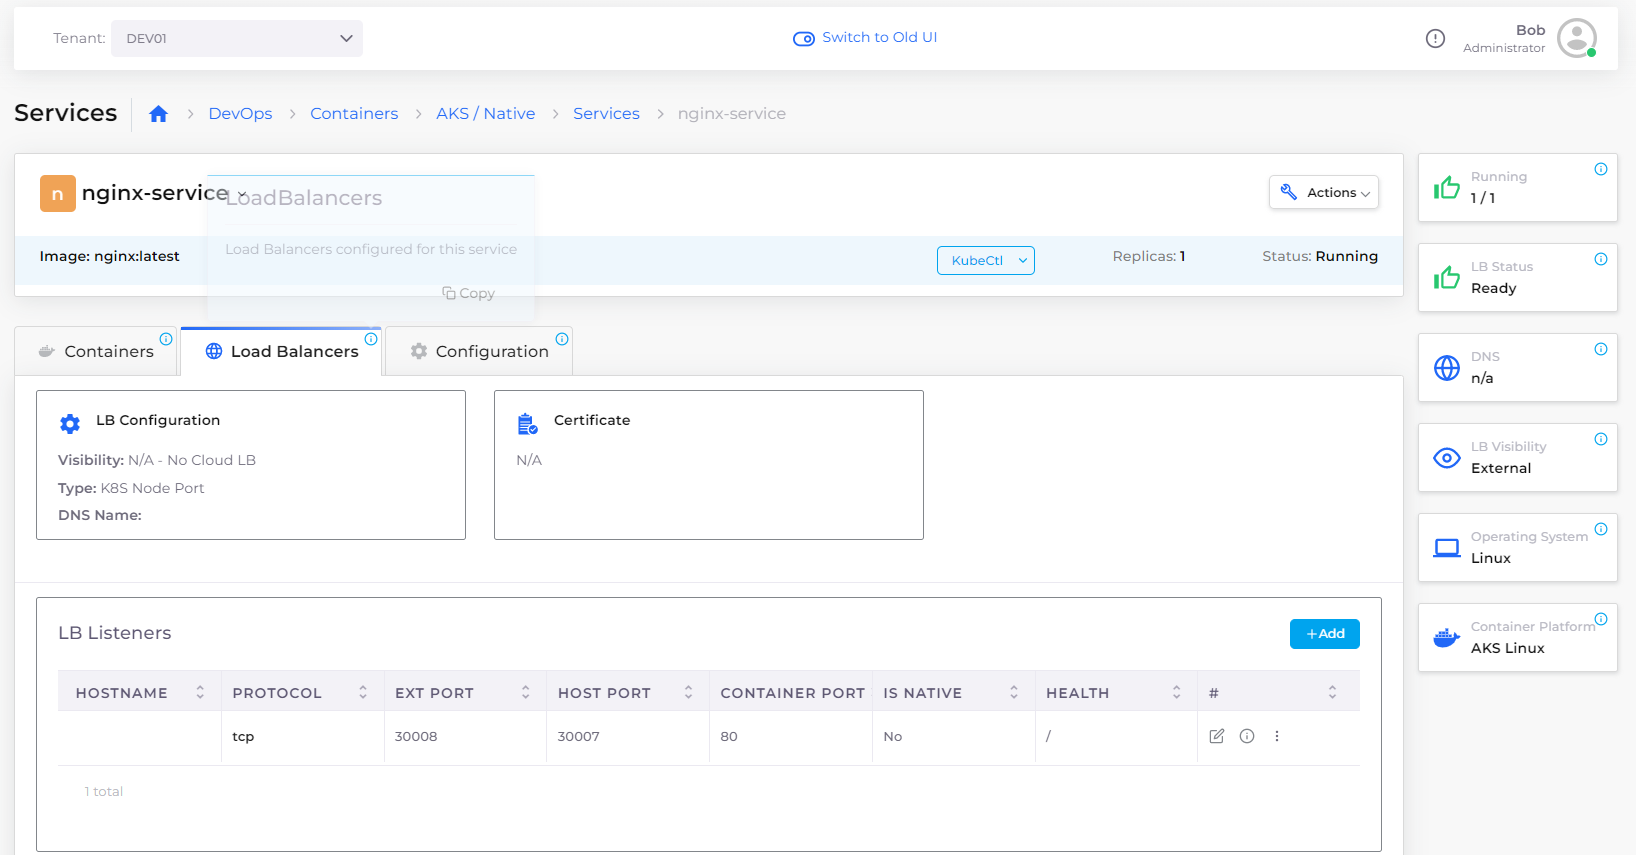 Tenant: DEV01
Switch to Old UI
Bob
Administrator
Services
DevOps > Containers > AKS / Native > Services > nginx-service
n nginx-service
LoadBalancers
Load Balancers configured for this service
Copy
Actions
Image: nginx:latest
KubeCtl
Replicas: 1
Status: Running
Containers
Load Balancers
Configuration
LB Configuration
Visibility: N/A - No Cloud LB
Type: K8S Node Port
DNS Name:
Certificate
N/A
LB Listeners
+Add
HOSTNAME PROTOCOL EXT PORT HOST PORT CONTAINER PORT IS NATIVE HEALTH #
tcp 30008 30007 80 No /
1 total
Running
1 / 1
LB Status
Ready
DNS
n/a
LB Visibility
External
Operating System
Linux
Container Platform
AKS Linux